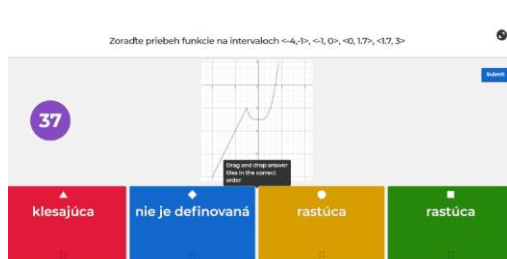 Zoraďte priebeh funkcie na intervaloch <-4,-1>, <-1, 0>, <0, 1.7>, <1.7, 3>
Submit
37
Drag and drop answer
tiles in the correct
order
klesajúca
nie je definovaná
rastúca
rastúca